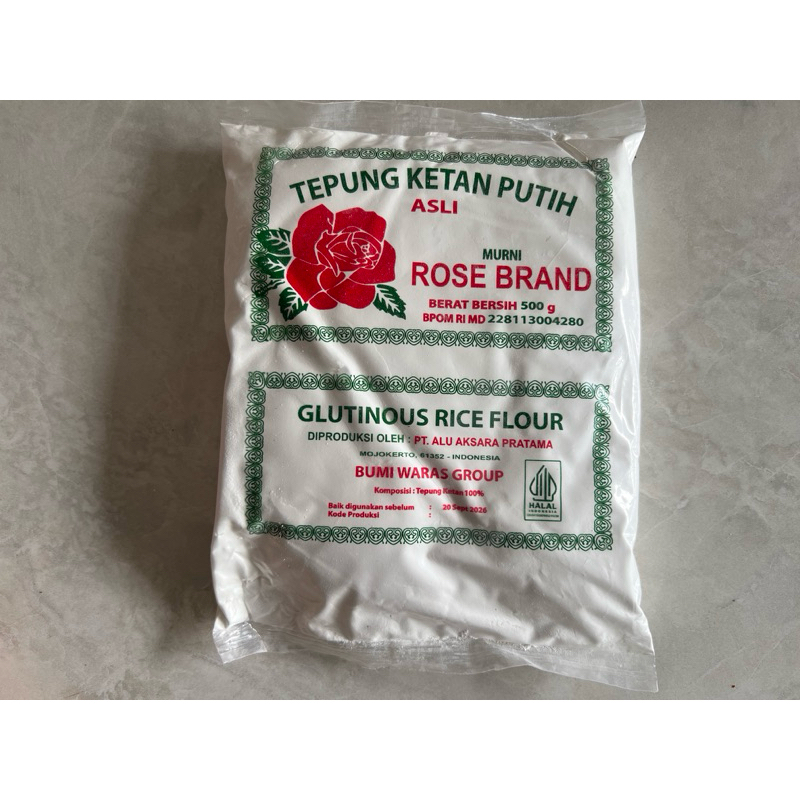 TEPUNG KETAN PUTIH
ASLI
MURNI
ROSE BRAND
BERAT BERSIH 500 g
BPOM RI MD 228113004280
GLUTINOUS RICE FLOUR
DIPRODUKSI OLEH : PT. ALU AKSARA PRATAMA
MOJOKERTO, 61352 - INDONESIA
BUMI WARAS GROUP
Komposisi : Tepung Ketan 100%
Baik digunakan sebelum : 20 Sept 2026
Kode Produksi :
HALAL
INDONESIA